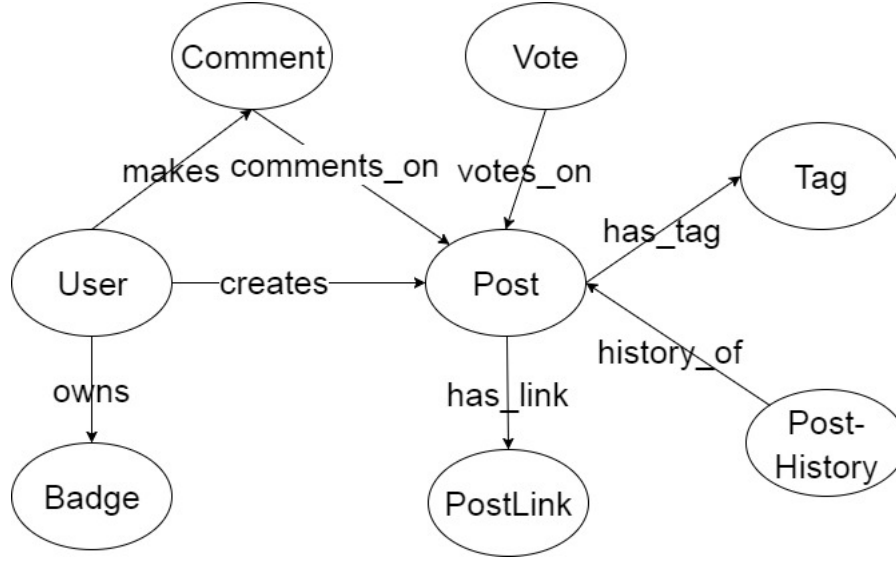 Comment
Vote
makes
comments_on
votes_on
Tag
has_tag
User
creates
Post
history_of
owns
has_link
Post-
History
Badge
PostLink